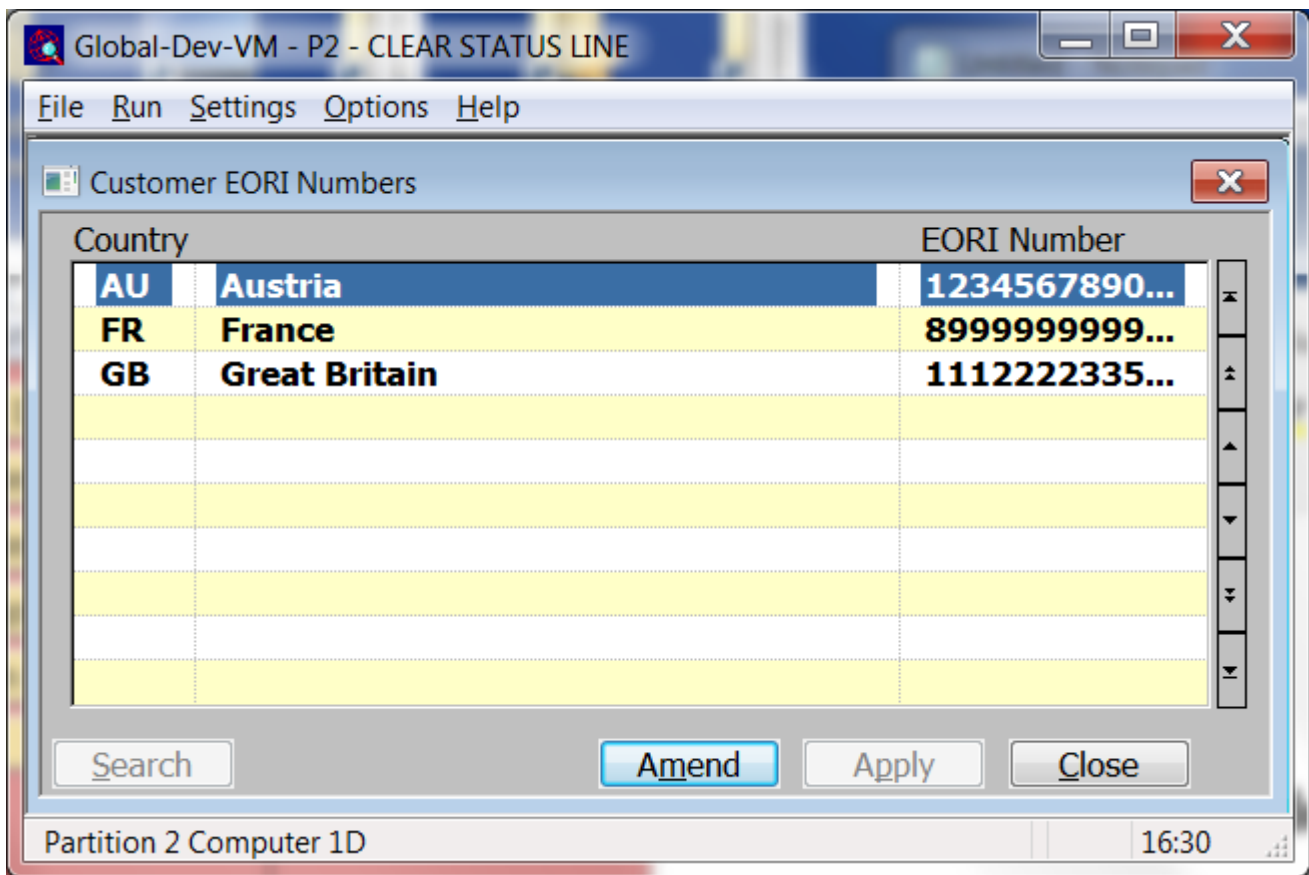 Global-Dev-VM - P2 - CLEAR STATUS LINE
File Run Settings Options Help
Customer EORI Numbers
Country EORI Number
AU Austria 1234567890...
FR France 8999999999...
GB Great Britain 1112222335...
Search Amend Apply Close
Partition 2 Computer 1D 16:30